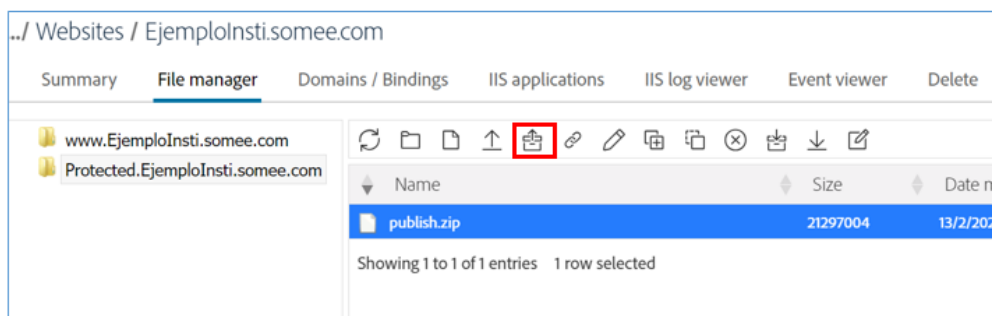 ../ Websites / EjemploInsti.somee.com
Summary File manager Domains / Bindings IIS applications IIS log viewer Event viewer Delete
www.EjemploInsti.somee.com
Protected.EjemploInsti.somee.com
Name Size Date n
publish.zip 21297004 13/2/202
Showing 1 to 1 of 1 entries 1 row selected